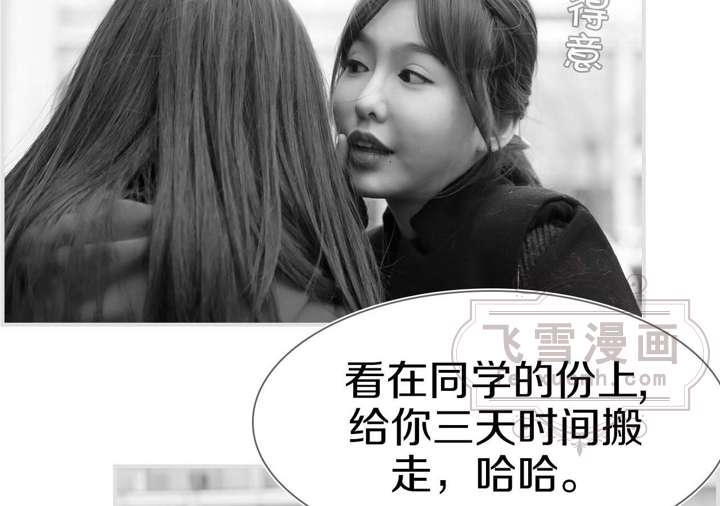 得意
飞雪漫画
看在同学的份上,
给你三天时间搬
走，哈哈。